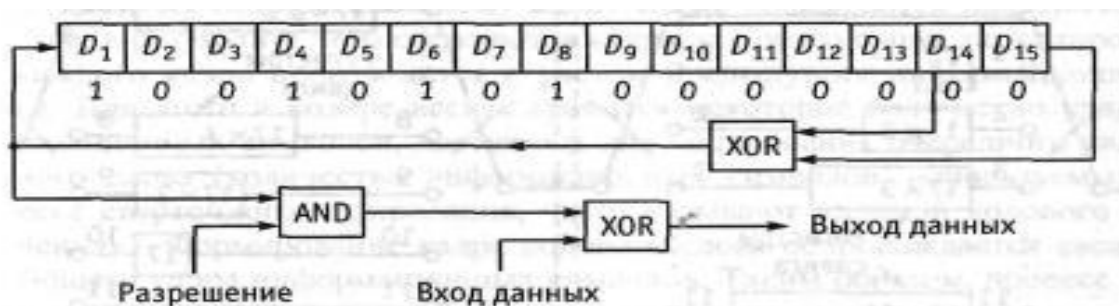 D1 D2 D3 D4 D5 D6 D7 D8 D9 D10 D11 D12 D13 D14 D15
1 0 0 1 0 1 0 1 0 0 0 0 0 0 0
XOR
AND
XOR
Выход данных
Разрешение
Вход данных